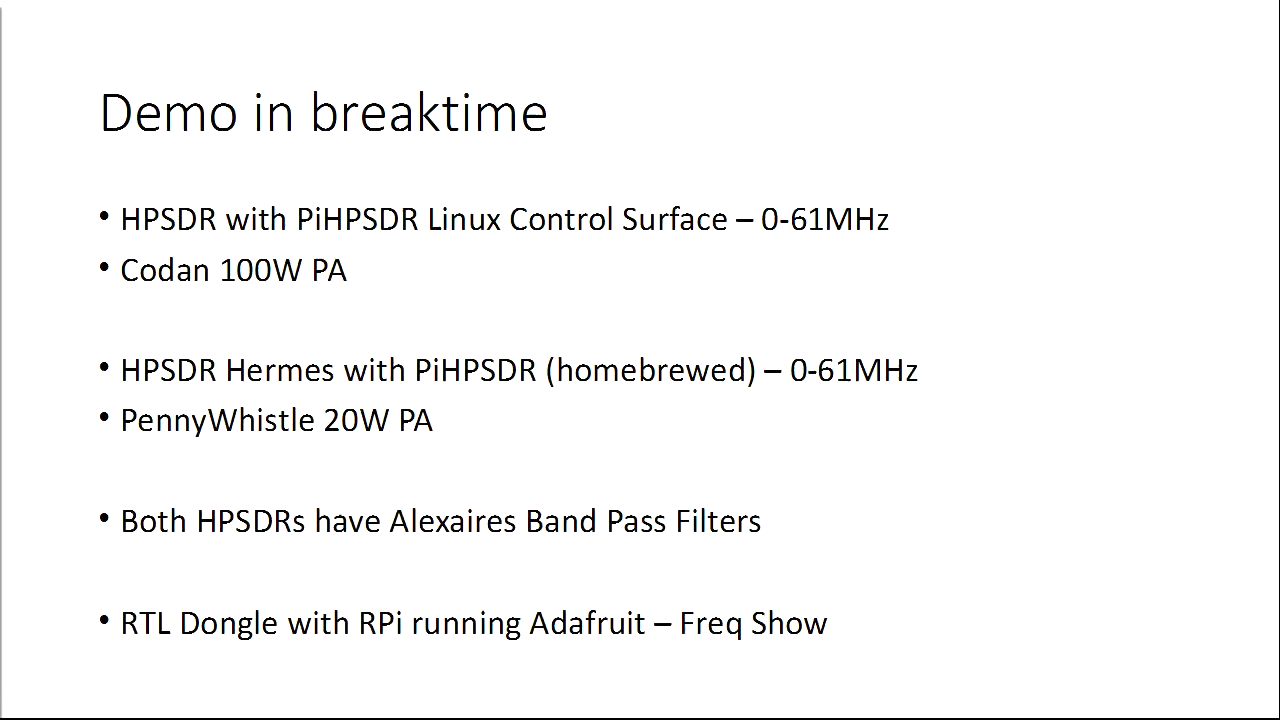 Demo in breaktime
• HPSDR with PiHPSDR Linux Control Surface – 0-61MHz
• Codan 100W PA
• HPSDR Hermes with PiHPSDR (homebrewed) – 0-61MHz
• PennyWhistle 20W PA
• Both HPSDRs have Alexaires Band Pass Filters
• RTL Dongle with RPi running Adafruit – Freq Show